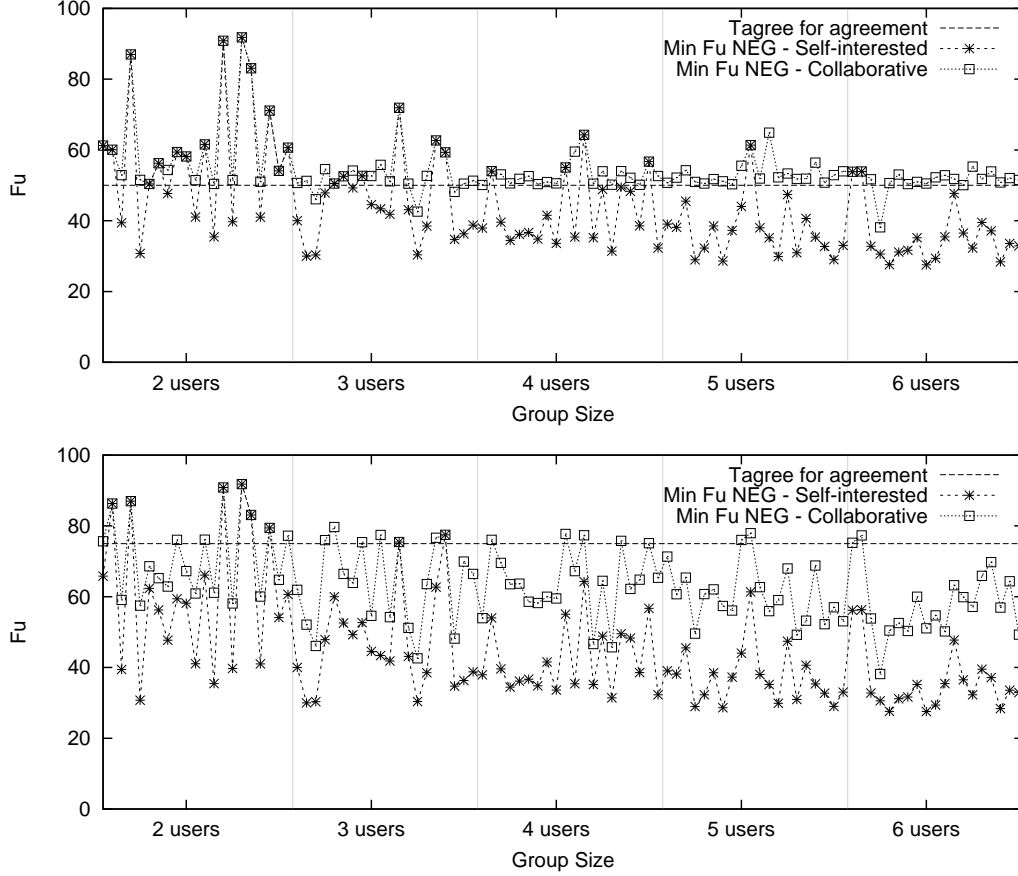 100
80
60
40
20
0
Fu
Tagree for agreement
Min Fu NEG - Self-interested
Min Fu NEG - Collaborative
2 users 3 users 4 users 5 users 6 users
Group Size
100
80
60
40
20
0
Fu
Tagree for agreement
Min Fu NEG - Self-interested
Min Fu NEG - Collaborative
2 users 3 users 4 users 5 users 6 users
Group Size